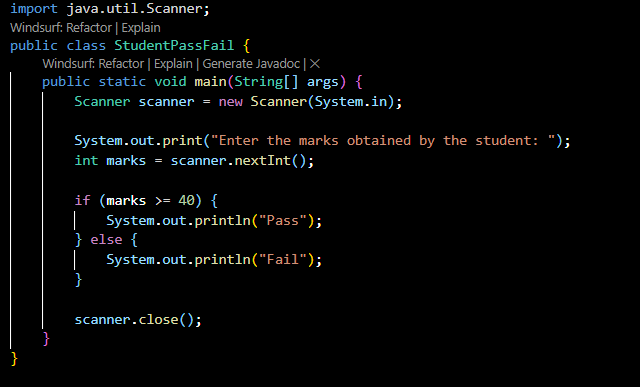 import java.util.Scanner;
Windsurf: Refactor | Explain
public class StudentPassFail {
Windsurf: Refactor | Explain | Generate Javadoc | ×
public static void main(String[] args) {
Scanner scanner = new Scanner(System.in);
System.out.print("Enter the marks obtained by the student: ");
int marks = scanner.nextInt();
if (marks >= 40) {
System.out.println("Pass");
} else {
System.out.println("Fail");
}
scanner.close();
}
}